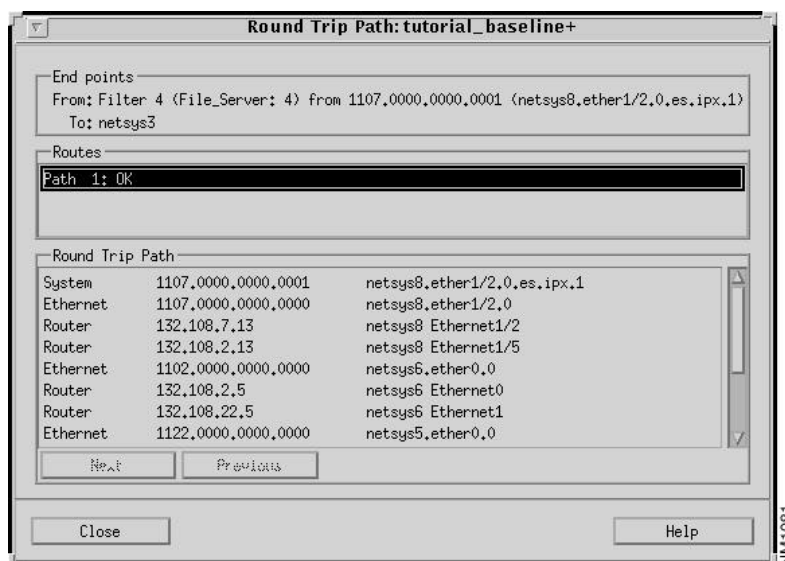 Round Trip Path: tutorial_baseline+
End points
From: Filter 4 (File_Server: 4) from 1107.0000.0000.0001 (netsys8.ether1/2.0.es.ipx.1)
To: netsys3
Routes
Path 1: OK
Round Trip Path
System 1107.0000.0000.0001 netsys8.ether1/2.0.es.ipx.1
Ethernet 1107.0000.0000.0000 netsys8.ether1/2.0
Router 132.108.7.13 netsys8 Ethernet1/2
Router 132.108.2.13 netsys8 Ethernet1/5
Ethernet 1102.0000.0000.0000 netsys6.ether0.0
Router 132.108.2.5 netsys6 Ethernet0
Router 132.108.22.5 netsys6 Ethernet1
Ethernet 1122.0000.0000.0000 netsys5.ether0.0
Next Previous
Close Help